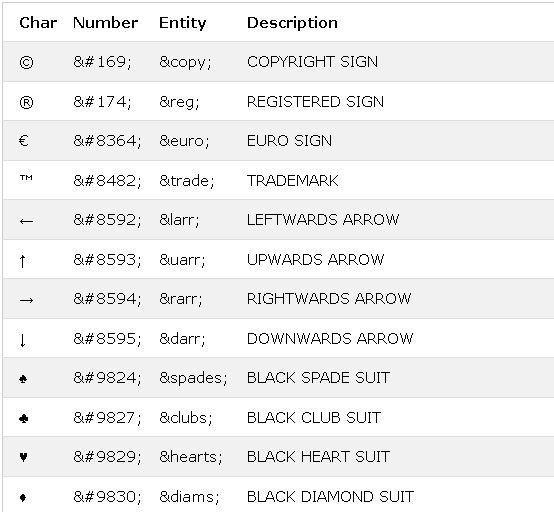 Char Number Entity Description
© &#169; &copy; COPYRIGHT SIGN
® &#174; &reg; REGISTERED SIGN
€ &#8364; &euro; EURO SIGN
™ &#8482; &trade; TRADEMARK
← &#8592; &larr; LEFTWARDS ARROW
↑ &#8593; &uarr; UPWARDS ARROW
→ &#8594; &rarr; RIGHTWARDS ARROW
↓ &#8595; &darr; DOWNWARDS ARROW
♠ &#9824; &spades; BLACK SPADE SUIT
♣ &#9827; &clubs; BLACK CLUB SUIT
♥ &#9829; &hearts; BLACK HEART SUIT
♦ &#9830; &diams; BLACK DIAMOND SUIT